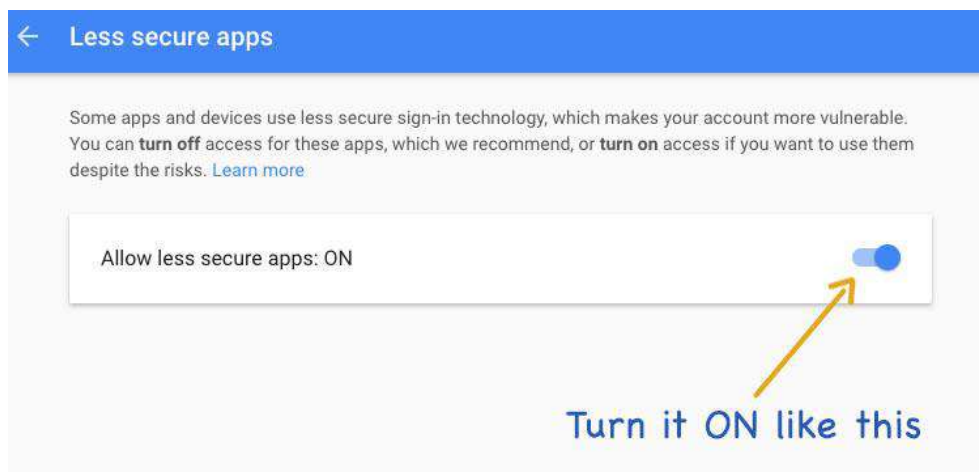 Less secure apps
Some apps and devices use less secure sign-in technology, which makes your account more vulnerable.
You can turn off access for these apps, which we recommend, or turn on access if you want to use them
despite the risks. Learn more
Allow less secure apps: ON
Turn it ON like this